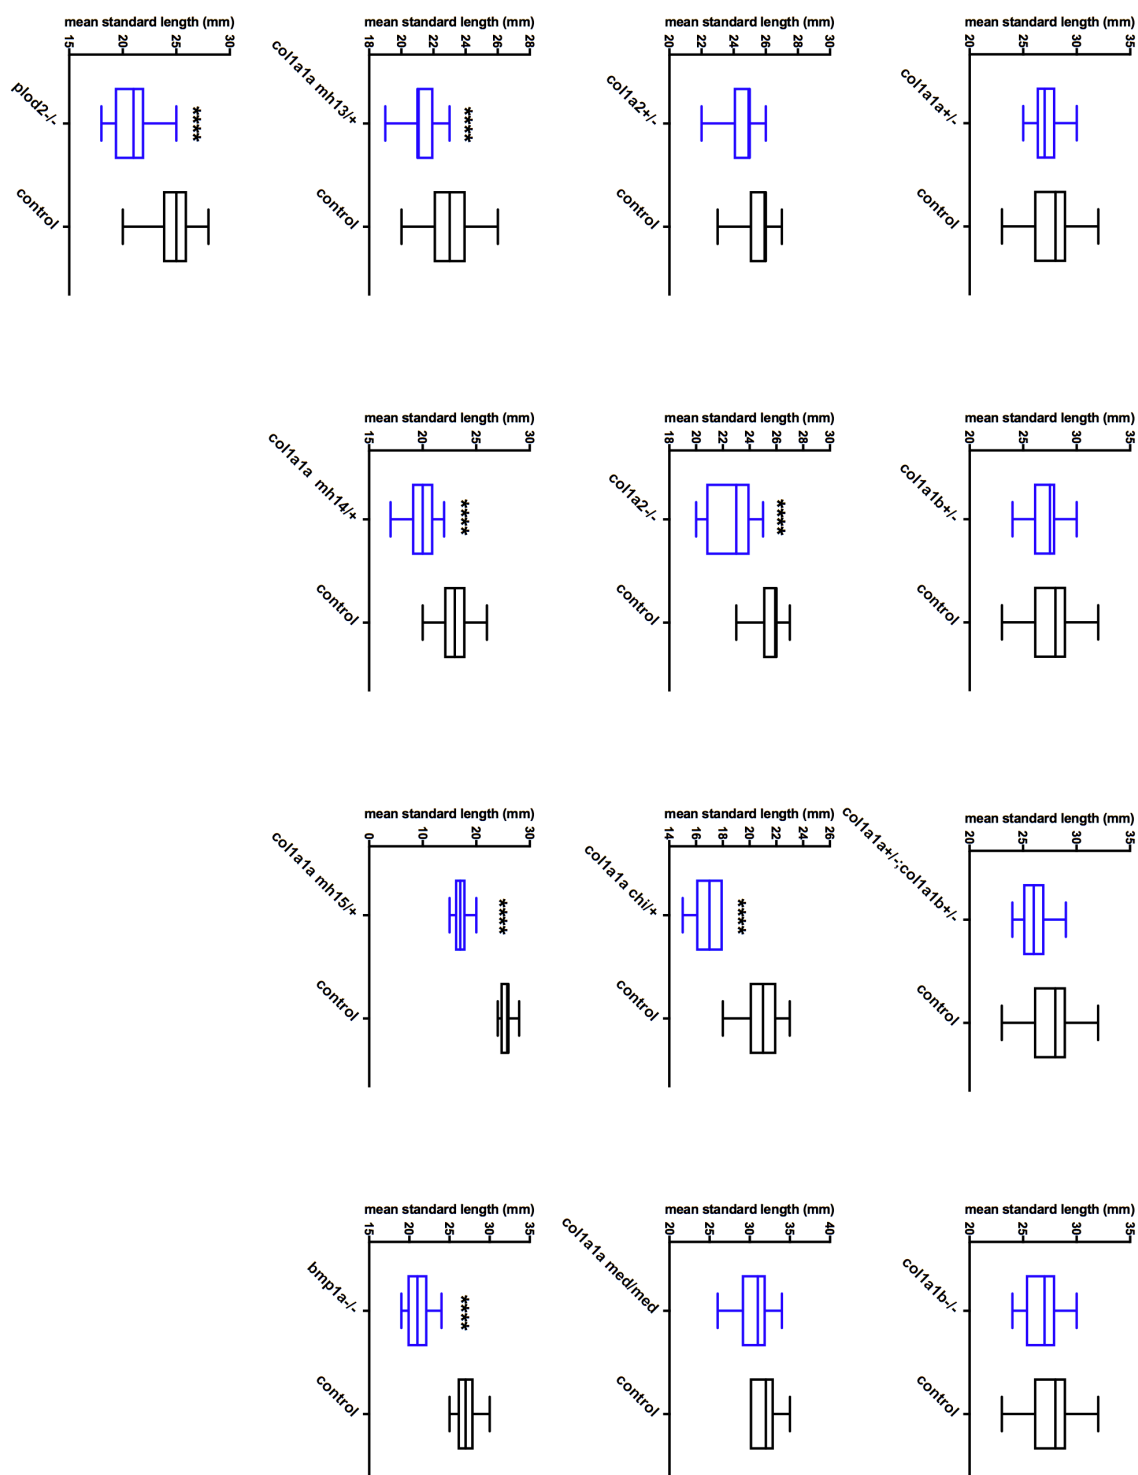 mean standard length (mm)
35
30
25
20
col1a1a+/-
control
mean standard length (mm)
35
30
25
20
col1a1b+/-
control
mean standard length (mm)
35
30
25
20
col1a1a+/-;col1a1b+/-
control
mean standard length (mm)
35
30
25
20
col1a1b-/-
control
mean standard length (mm)
30
28
26
24
22
20
col1a2+/-
control
mean standard length (mm)
30
28
26
24
22
20
18
****
col1a2-/-
control
mean standard length (mm)
26
24
22
20
18
16
14
****
col1a1a chi/+
control
mean standard length (mm)
40
35
30
25
20
col1a1a med/med
control
mean standard length (mm)
28
26
24
22
20
18
****
col1a1a mh13/+
control
mean standard length (mm)
30
25
20
15
****
col1a1a mh14/+
control
mean standard length (mm)
30
20
10
0
****
col1a1a mh15/+
control
mean standard length (mm)
35
30
25
20
15
****
bmp1a-/-
control
mean standard length (mm)
30
25
20
15
****
plod2-/-
control